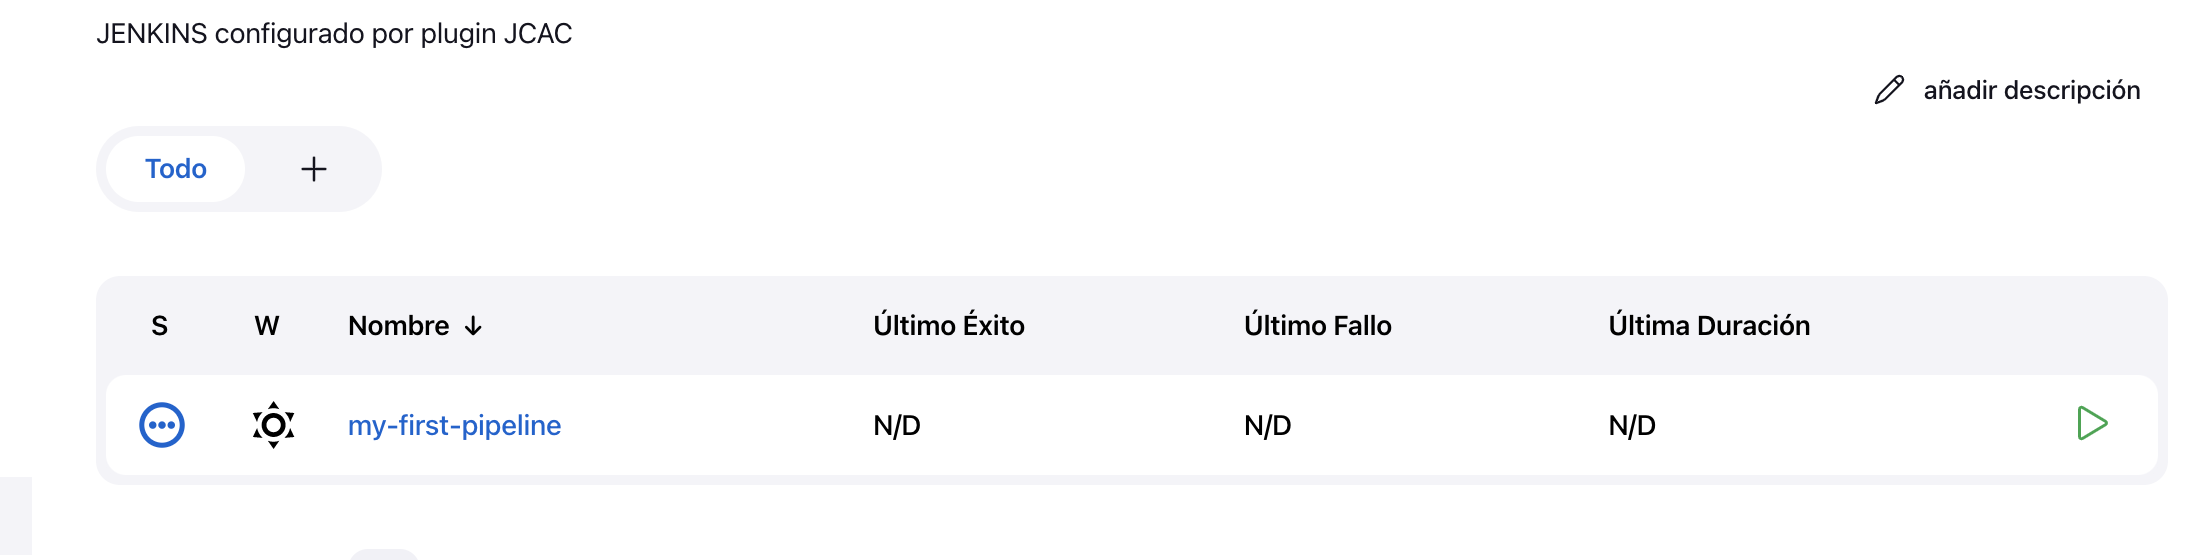 JENKINS configurado por plugin JCAC
añadir descripción
Todo +
S W Nombre ↓ Último Éxito Último Fallo Última Duración
my-first-pipeline N/D N/D N/D